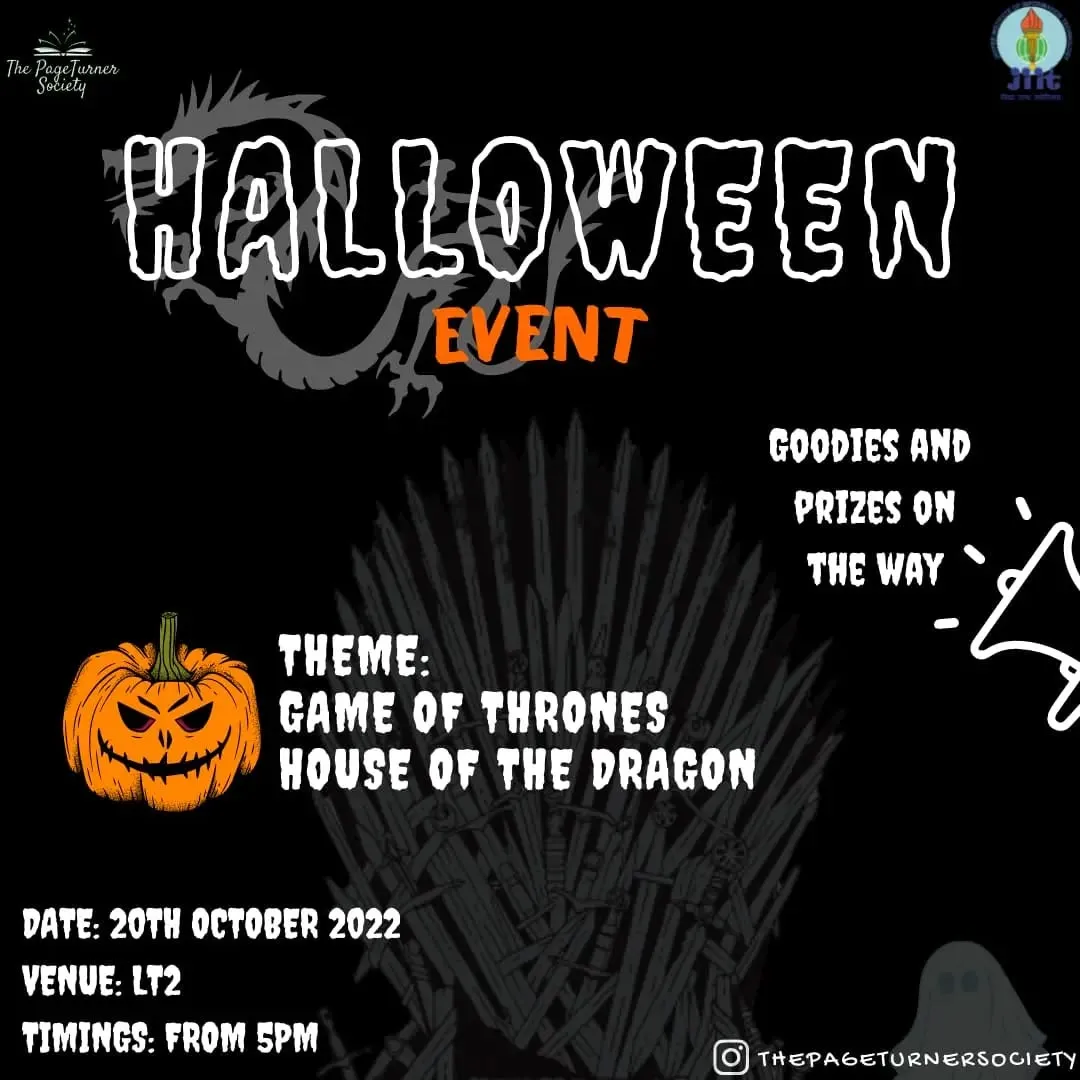 The PageTurner
Society
JIIT
HALLOWEEN
EVENT
GOODIES AND
PRIZES ON
THE WAY
THEME:
GAME OF THRONES
HOUSE OF THE DRAGON
DATE: 20TH OCTOBER 2022
VENUE: LT2
TIMINGS: FROM 5PM
THEPAGETURNERSOCIETY